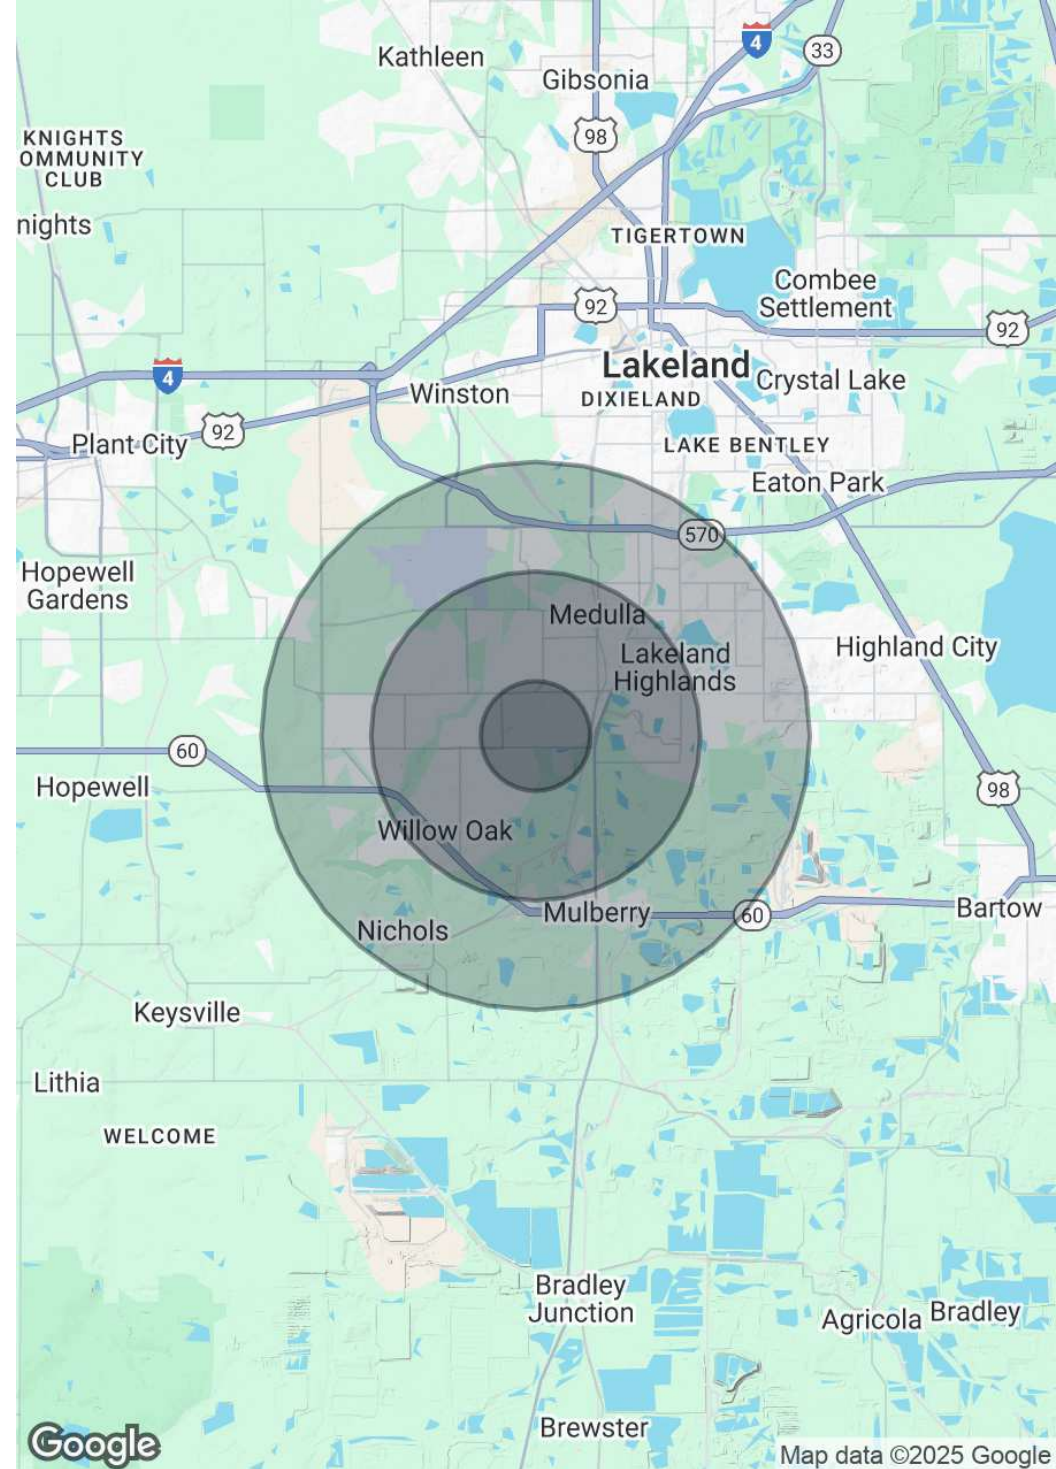 Kathleen
4
33
Gibsonia
98
KNIGHTS
OMMUNITY
CLUB
nights
TIGERTOWN
Combee
Settlement
92
92
Lakeland
4
Winston
Crystal Lake
DIXIELAND
92
Plant City
LAKE BENTLEY
Eaton Park
570
Hopewell
Gardens
Medulla
Highland City
Lakeland
Highlands
60
Hopewell
98
Willow Oak
Bartow
Mulberry
60
Nichols
Keysville
Lithia
WELCOME
Bradley
Junction
Agricola
Bradley
Brewster
Google
Map data ©2025 Google